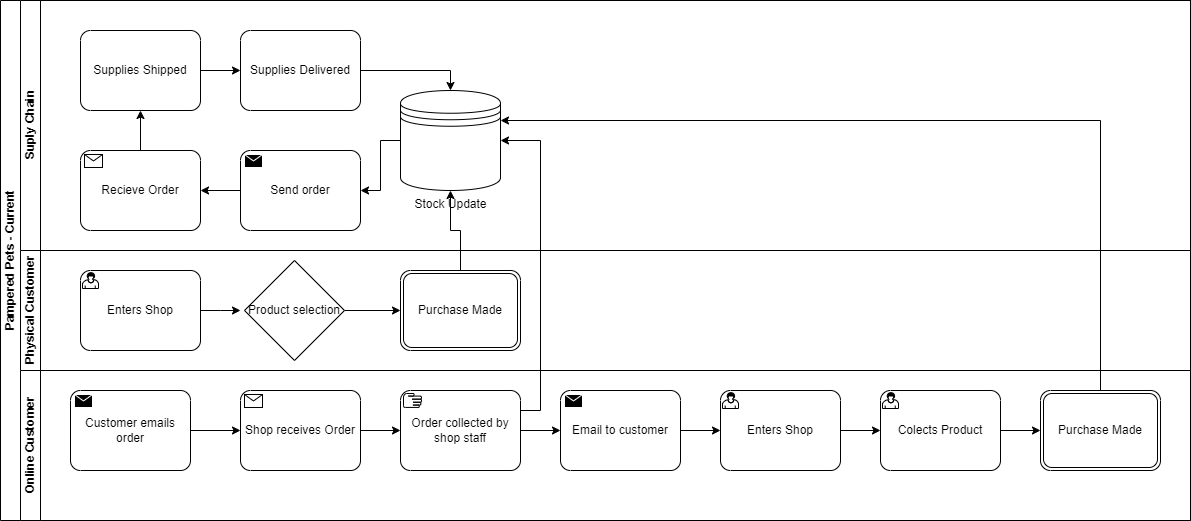 Pampered Pets - Current
Suply Chain
Supplies Shipped
Supplies Delivered
Recieve Order
Send order
Stock Update
Physical Customer
Enters Shop
Product selection
Purchase Made
Online Customer
Customer emails
order
Shop receives Order
Order collected by
shop staff
Email to customer
Enters Shop
Colects Product
Purchase Made